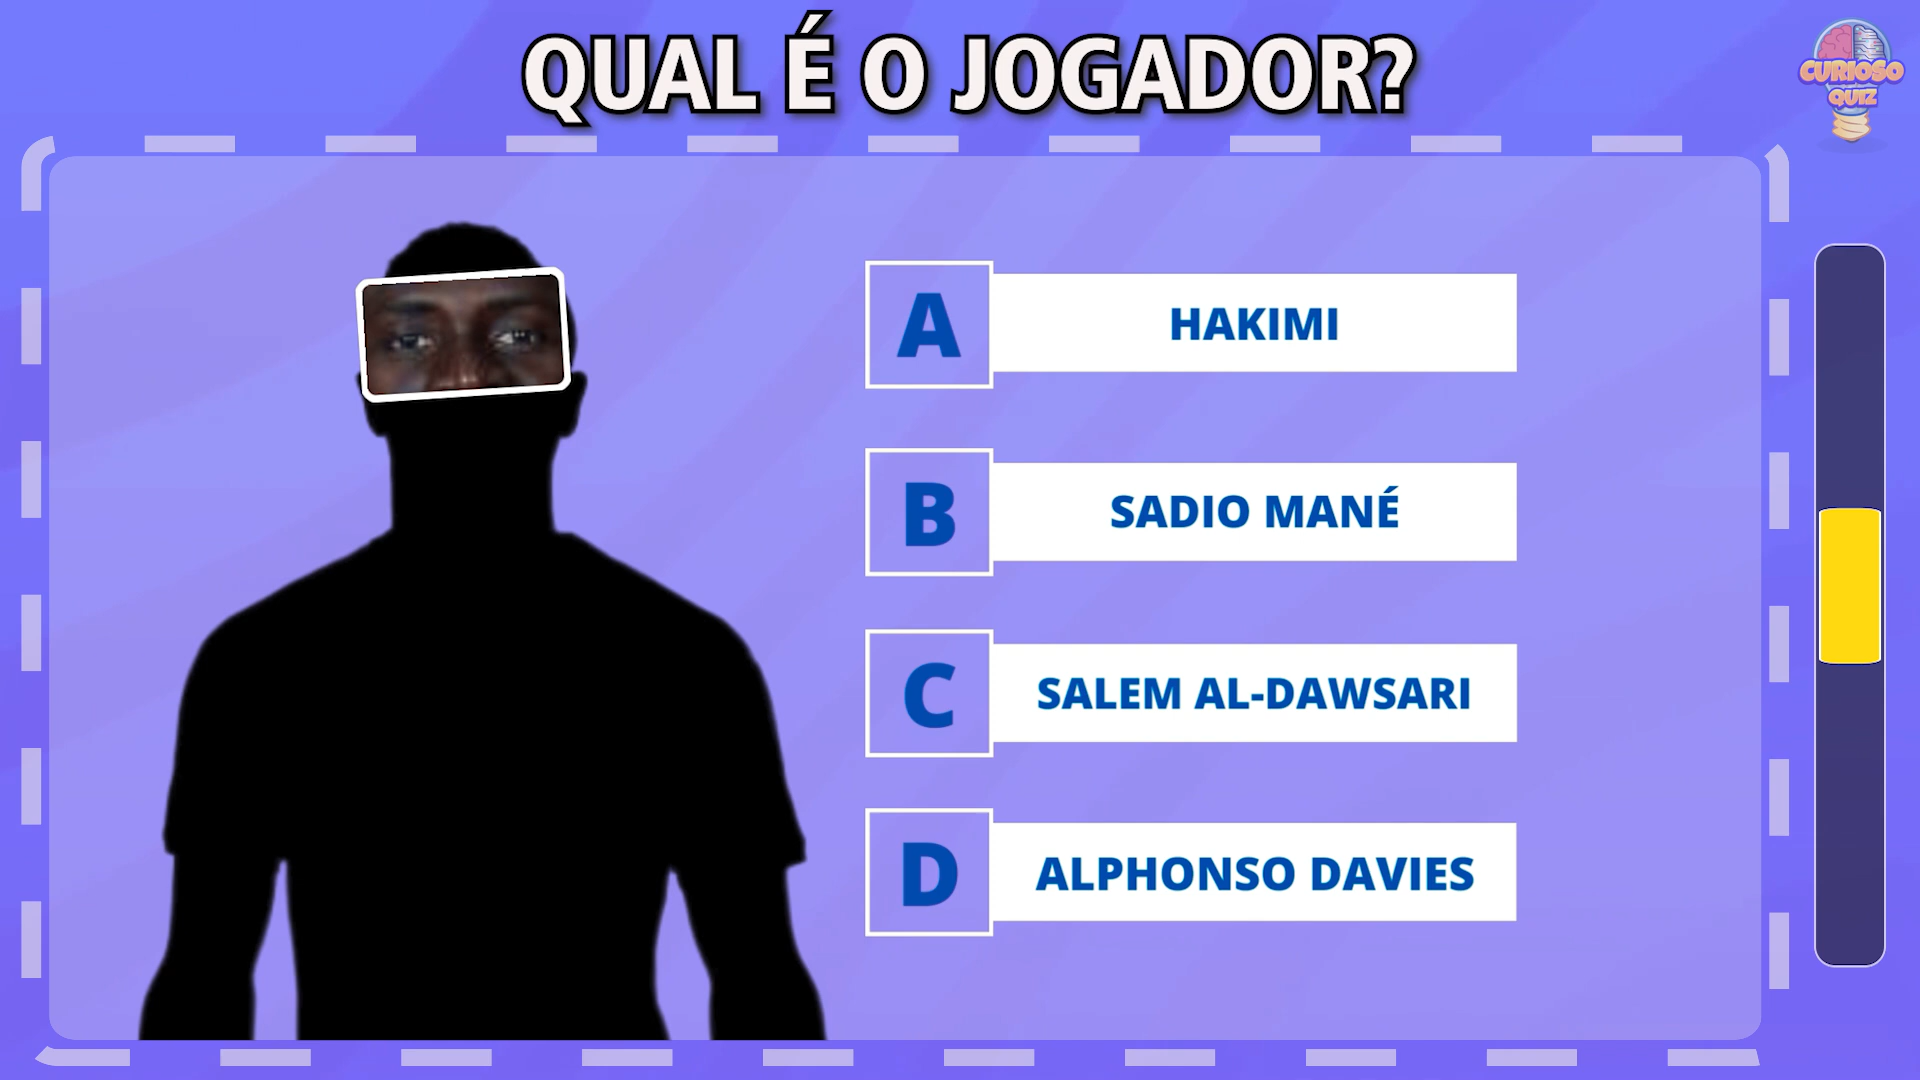 QUAL É O JOGADOR?
CURIOSO
QUIZ
A
HAKIMI
B
SADIO MANÉ
C
SALEM AL-DAWSARI
D
ALPHONSO DAVIES